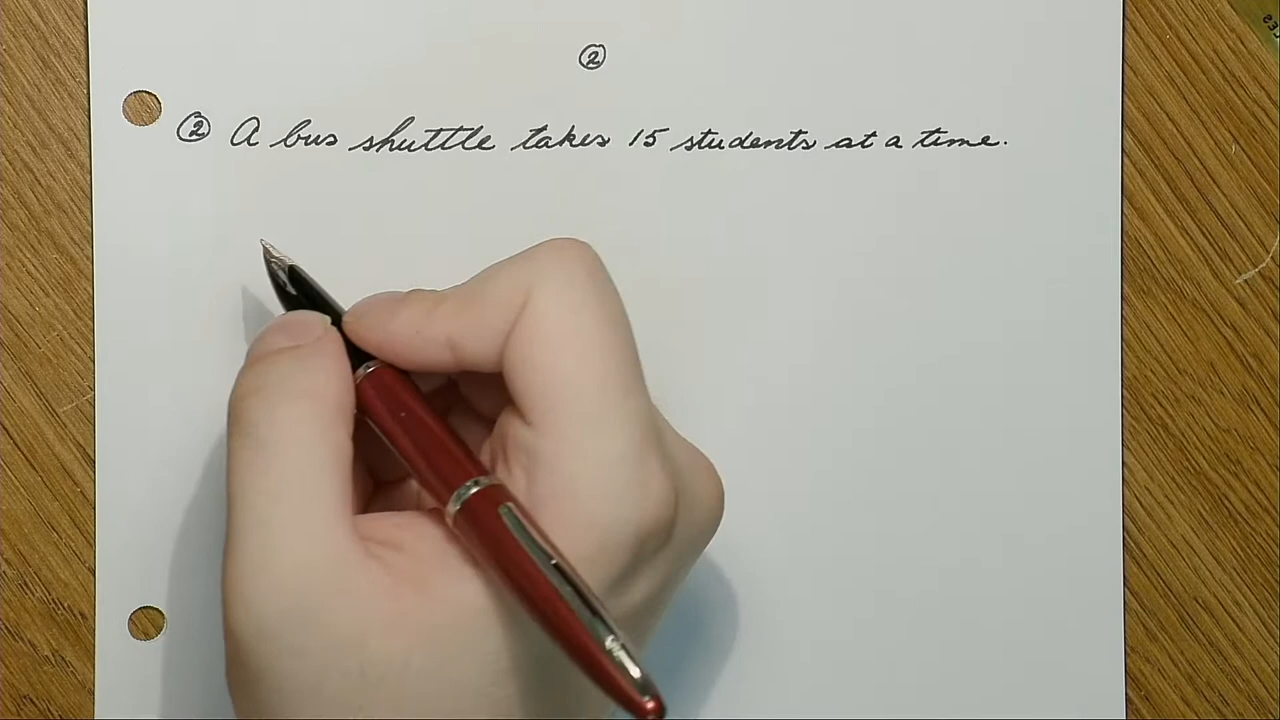 ②
② A bus shuttle takes 15 students at a time.